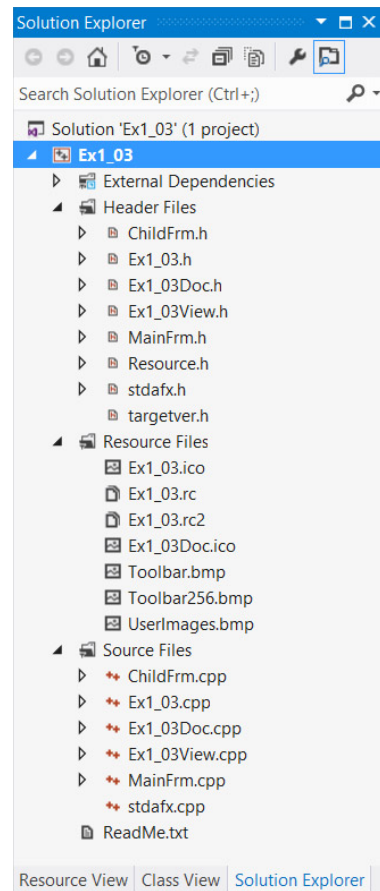 Solution Explorer
Search Solution Explorer (Ctrl+;)
Solution 'Ex1_03' (1 project)
Ex1_03
External Dependencies
Header Files
ChildFrm.h
Ex1_03.h
Ex1_03Doc.h
Ex1_03View.h
MainFrm.h
Resource.h
stdafx.h
targetver.h
Resource Files
Ex1_03.ico
Ex1_03.rc
Ex1_03.rc2
Ex1_03Doc.ico
Toolbar.bmp
Toolbar256.bmp
UserImages.bmp
Source Files
ChildFrm.cpp
Ex1_03.cpp
Ex1_03Doc.cpp
Ex1_03View.cpp
MainFrm.cpp
stdafx.cpp
ReadMe.txt
Resource View Class View Solution Explorer